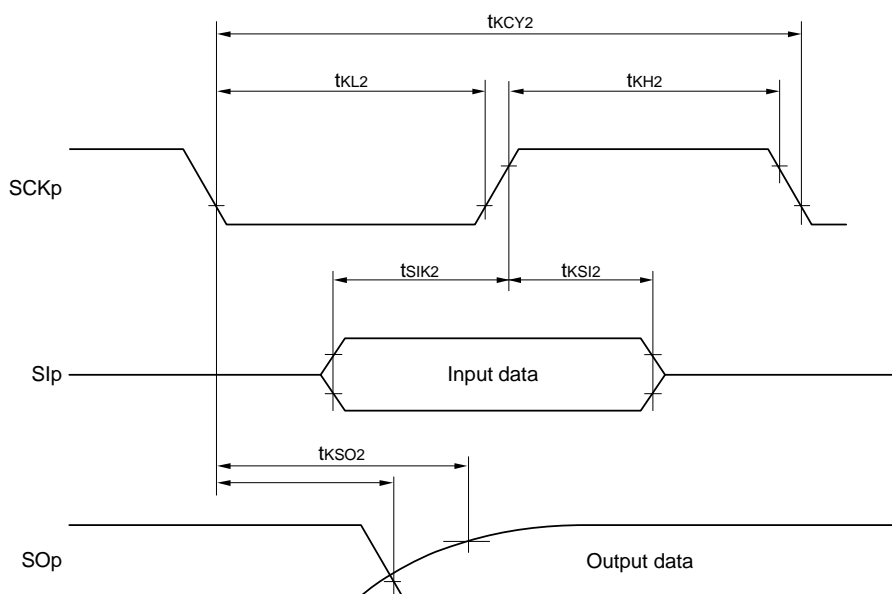 tKCY2
tKL2
tKH2
SCKp
tSIK2
tKSI2
SIp
Input data
tKSO2
SOp
Output data